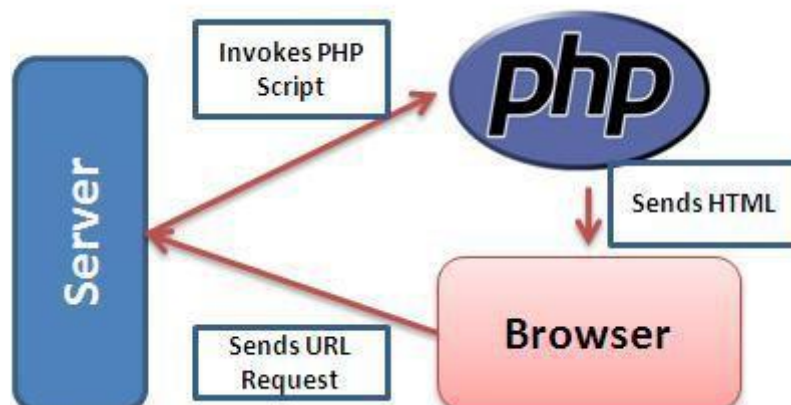 Invokes PHP
Script
php
Server
Sends HTML
Browser
Sends URL
Request